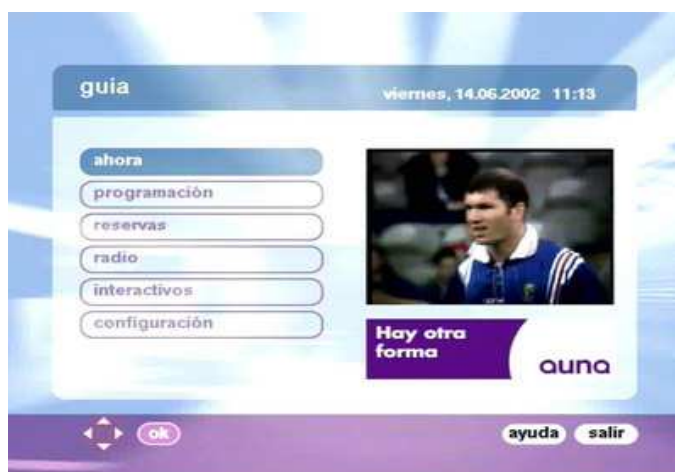 guia
viernes, 14.06.2002 11:13
ahora
programación
reservas
radio
interactivos
configuración
Hay otra
forma
auna
ok
ayuda
salir